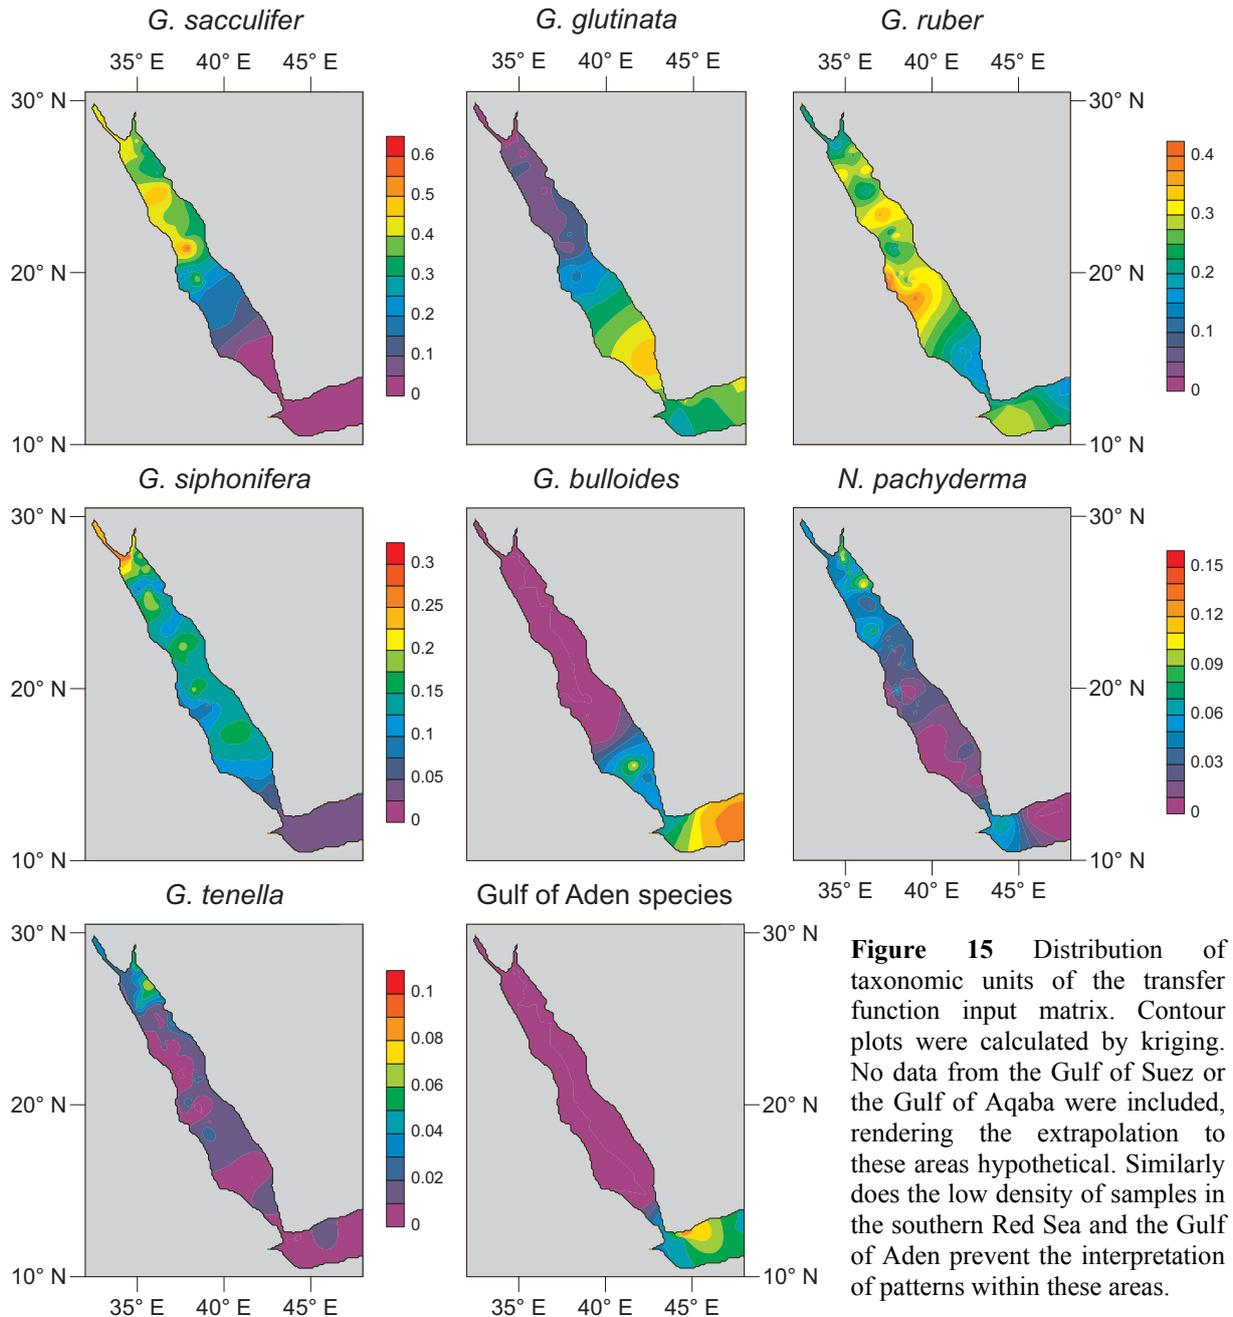 G. sacculifer
G. glutinata
G. ruber
35° E 40° E 45° E
35° E 40° E 45° E
35° E 40° E 45° E
30° N
20° N
10° N
0.6
0.5
0.4
0.3
0.2
0.1
0
30° N
20° N
10° N
0.4
0.3
0.2
0.1
0
G. siphonifera
G. bulloides
N. pachyderma
30° N
20° N
10° N
0.3
0.25
0.2
0.15
0.1
0.05
0
30° N
20° N
10° N
0.15
0.12
0.09
0.06
0.03
0
35° E 40° E 45° E
G. tenella
Gulf of Aden species
30° N
20° N
10° N
0.1
0.08
0.06
0.04
0.02
0
30° N
20° N
10° N
35° E 40° E 45° E
35° E 40° E 45° E
Figure 15 Distribution of
taxonomic units of the transfer
function input matrix. Contour
plots were calculated by kriging.
No data from the Gulf of Suez or
the Gulf of Aqaba were included,
rendering the extrapolation to
these areas hypothetical. Similarly
does the low density of samples in
the southern Red Sea and the Gulf
of Aden prevent the interpretation
of patterns within these areas.